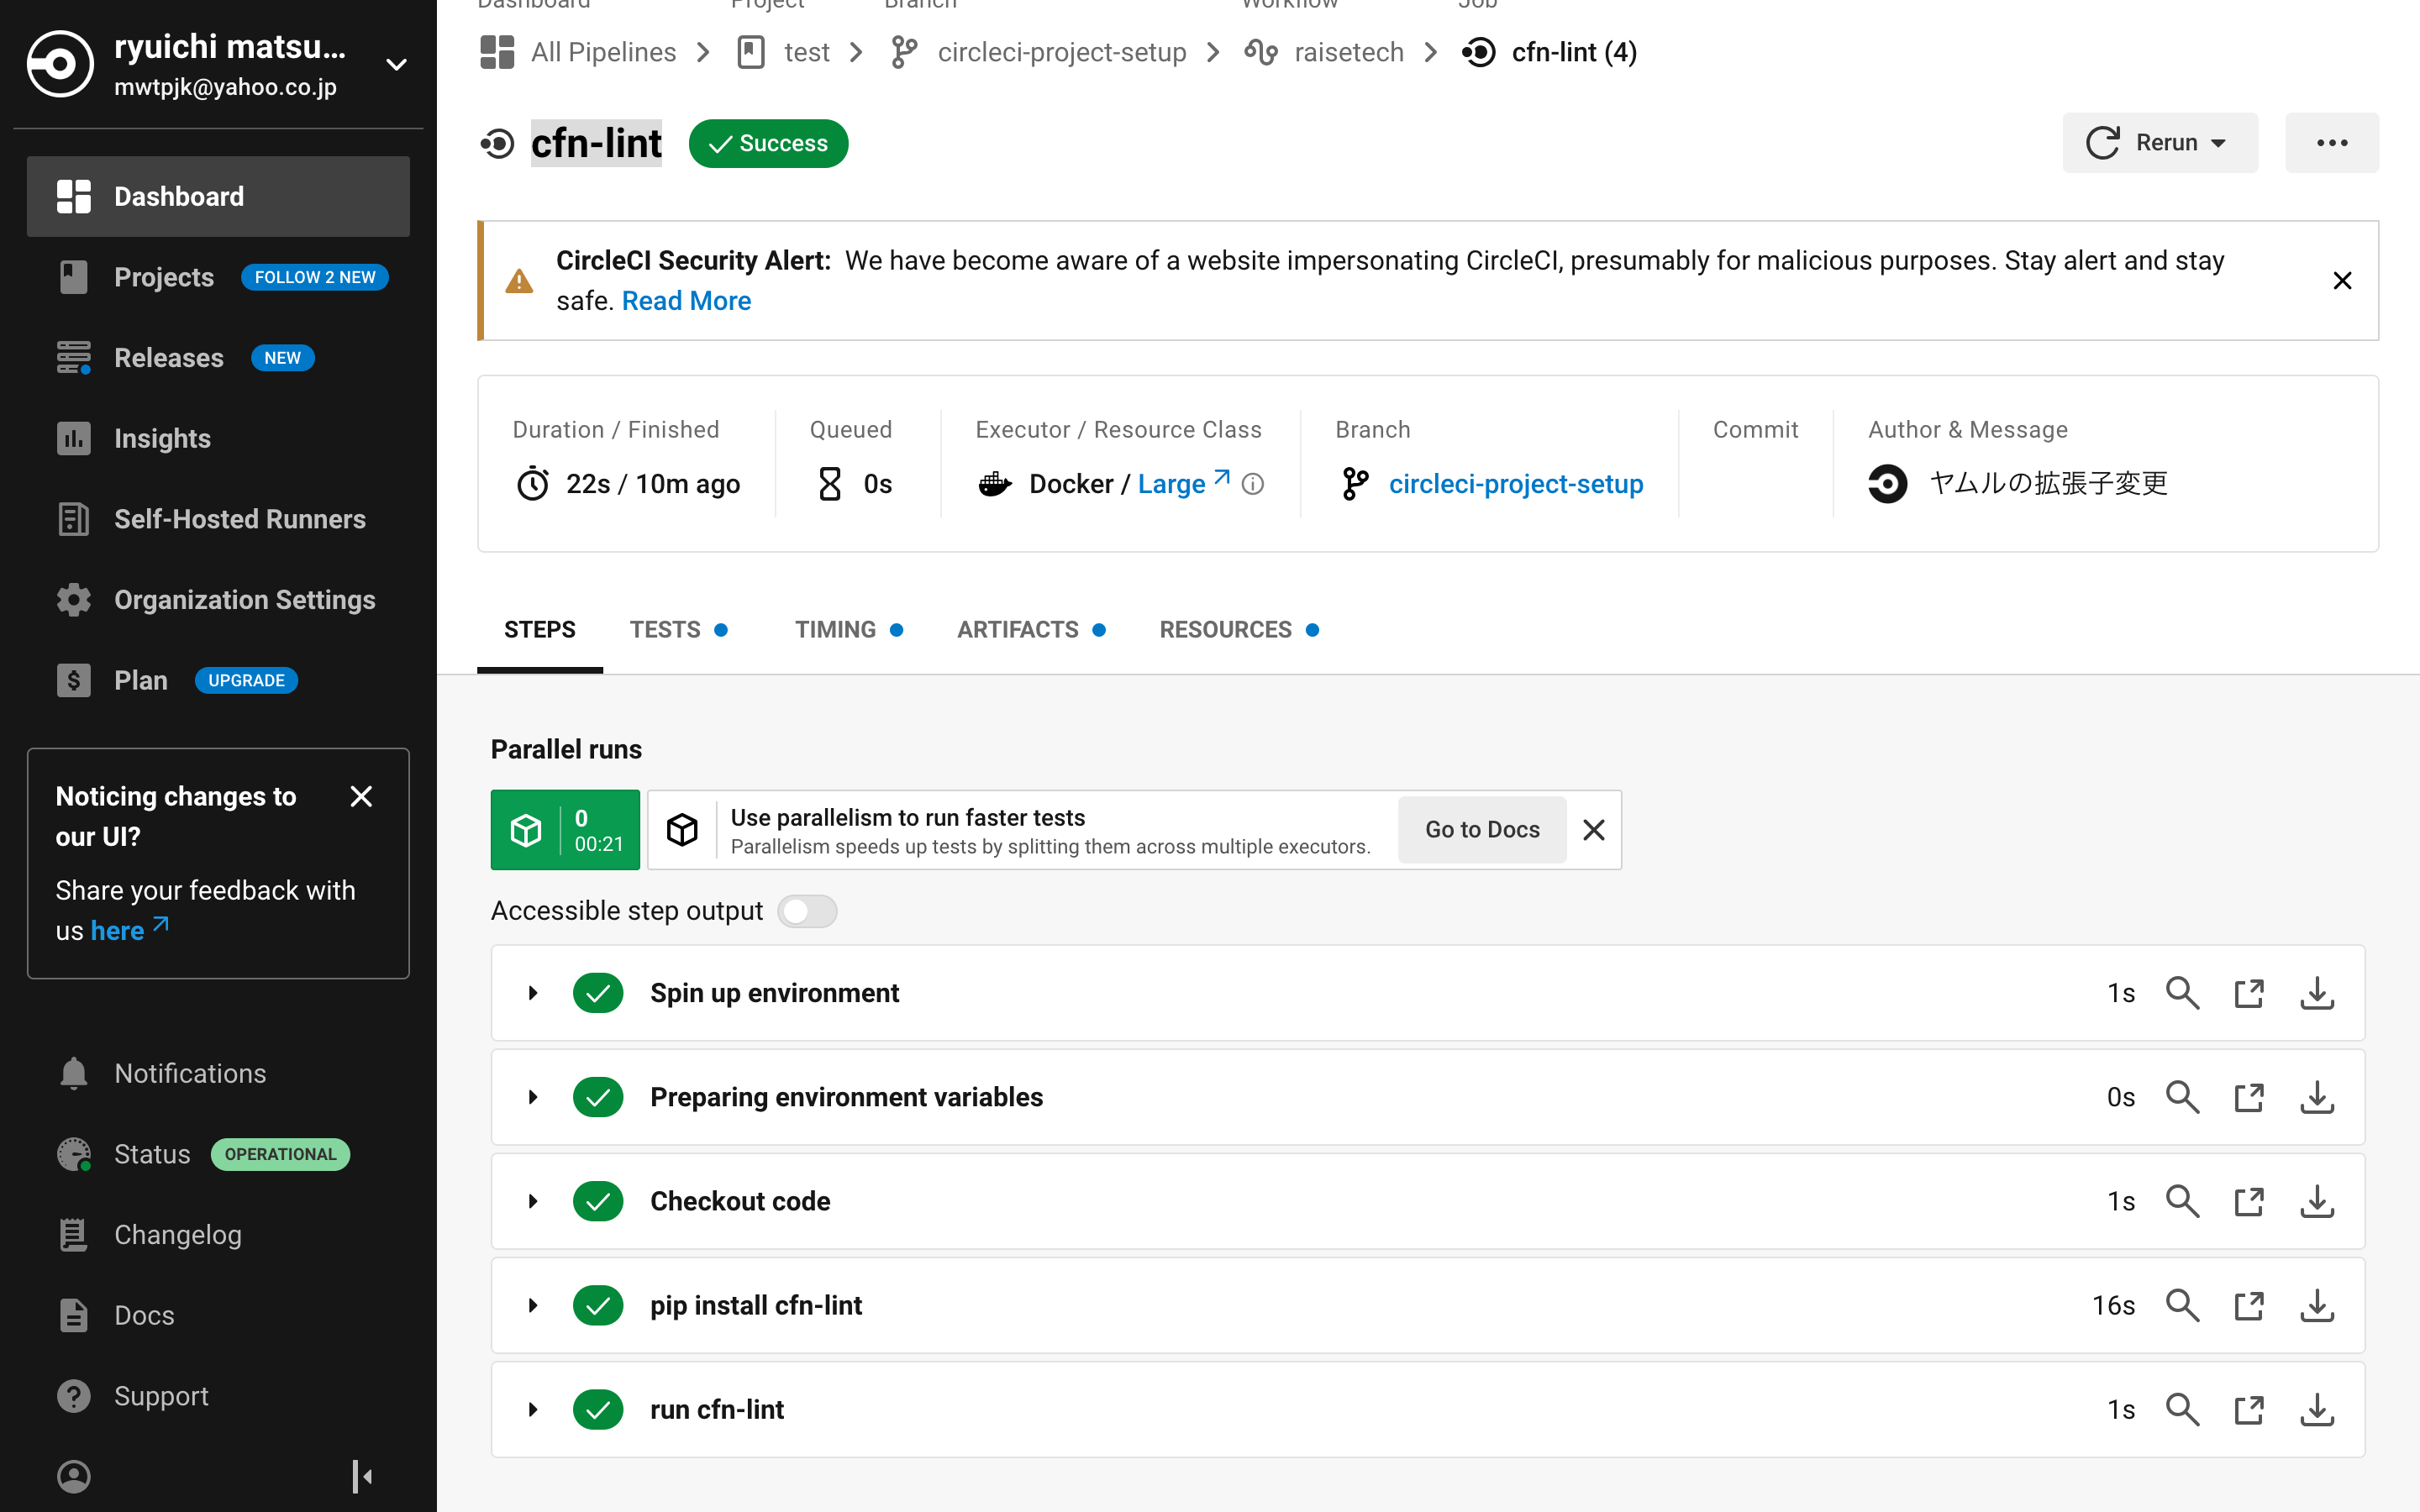 ryuichi matsu...
mwtpjk@yahoo.co.jp
Dashboard
Projects FOLLOW 2 NEW
Releases NEW
Insights
Self-Hosted Runners
Organization Settings
Plan UPGRADE
Noticing changes to
our UI?
Share your feedback with
us here
Notifications
Status OPERATIONAL
Changelog
Docs
Support
Dashboard Project Branch Workflow Job
All Pipelines test circleci-project-setup raisetech cfn-lint (4)
cfn-lint Success Rerun
CircleCI Security Alert: We have become aware of a website impersonating CircleCI, presumably for malicious purposes. Stay alert and stay
safe. Read More
Duration / Finished Queued Executor / Resource Class Branch Commit Author & Message
22s / 10m ago 0s Docker / Large circleci-project-setup ヤムルの拡張子変更
STEPS TESTS TIMING ARTIFACTS RESOURCES
Parallel runs
0
00:21
Use parallelism to run faster tests
Parallelism speeds up tests by splitting them across multiple executors.
Go to Docs
Accessible step output
Spin up environment 1s
Preparing environment variables 0s
Checkout code 1s
pip install cfn-lint 16s
run cfn-lint 1s